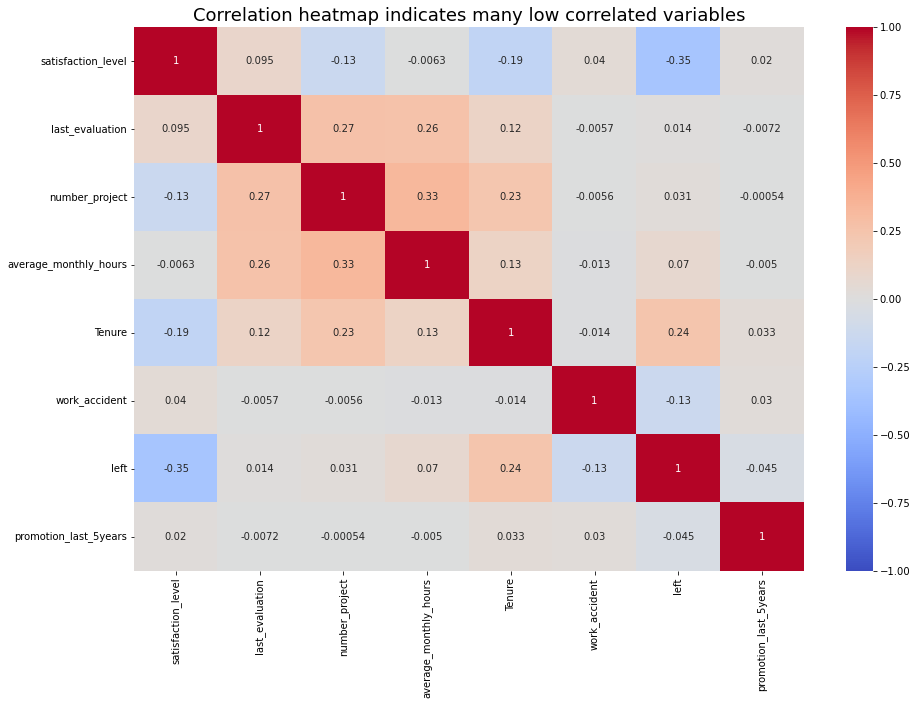 Correlation heatmap indicates many low correlated variables
satisfaction_level 1 0.095 -0.13 -0.0063 -0.19 0.04 -0.35 0.02
last_evaluation 0.095 1 0.27 0.26 0.12 -0.0057 0.014 -0.0072
number_project -0.13 0.27 1 0.33 0.23 -0.0056 0.031 -0.00054
average_monthly_hours -0.0063 0.26 0.33 1 0.13 -0.013 0.07 -0.005
Tenure -0.19 0.12 0.23 0.13 1 -0.014 0.24 0.033
work_accident 0.04 -0.0057 -0.0056 -0.013 -0.014 1 -0.13 0.03
left -0.35 0.014 0.031 0.07 0.24 -0.13 1 -0.045
promotion_last_5years 0.02 -0.0072 -0.00054 -0.005 0.033 0.03 -0.045 1
satisfaction_level
last_evaluation
number_project
average_monthly_hours
Tenure
work_accident
left
promotion_last_5years
1.00
0.75
0.50
0.25
0.00
−0.25
−0.50
−0.75
−1.00